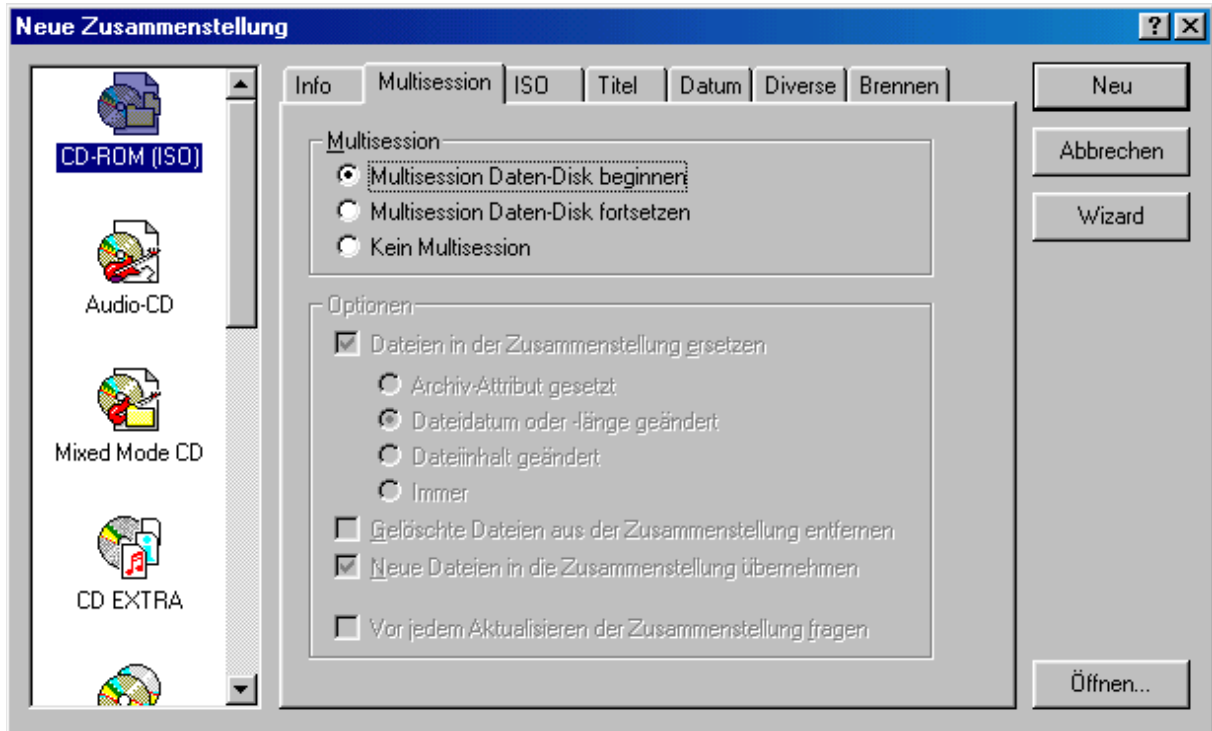 Neue Zusammenstellung
CD-ROM (ISO)
Audio-CD
Mixed Mode CD
CD EXTRA
Info Multisession ISO Titel Datum Diverse Brennen
Multisession
Multisession Daten-Disk beginnen
Multisession Daten-Disk fortsetzen
Kein Multisession
Optionen
Dateien in der Zusammenstellung ersetzen
Archiv-Attribut gesetzt
Dateidatum oder -länge geändert
Dateiinhalt geändert
Immer
Gelöschte Dateien aus der Zusammenstellung entfernen
Neue Dateien in die Zusammenstellung übernehmen
Vor jedem Aktualisieren der Zusammenstellung fragen
Neu
Abbrechen
Wizard
Öffnen...